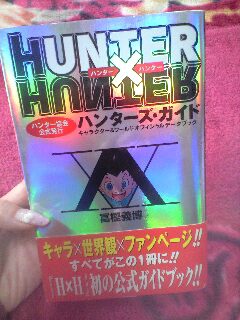 HUNTER
ハンター×ハンター
HUNTER
ハンター協会
公式発行
ハンターズ・ガイド
キャラクター&ワールドオフィシャルデータブック
冨樫義博
キャラ×世界観×ファンページ!!
すべてがこの1冊に!!
『H×H』初の公式ガイドブック!!